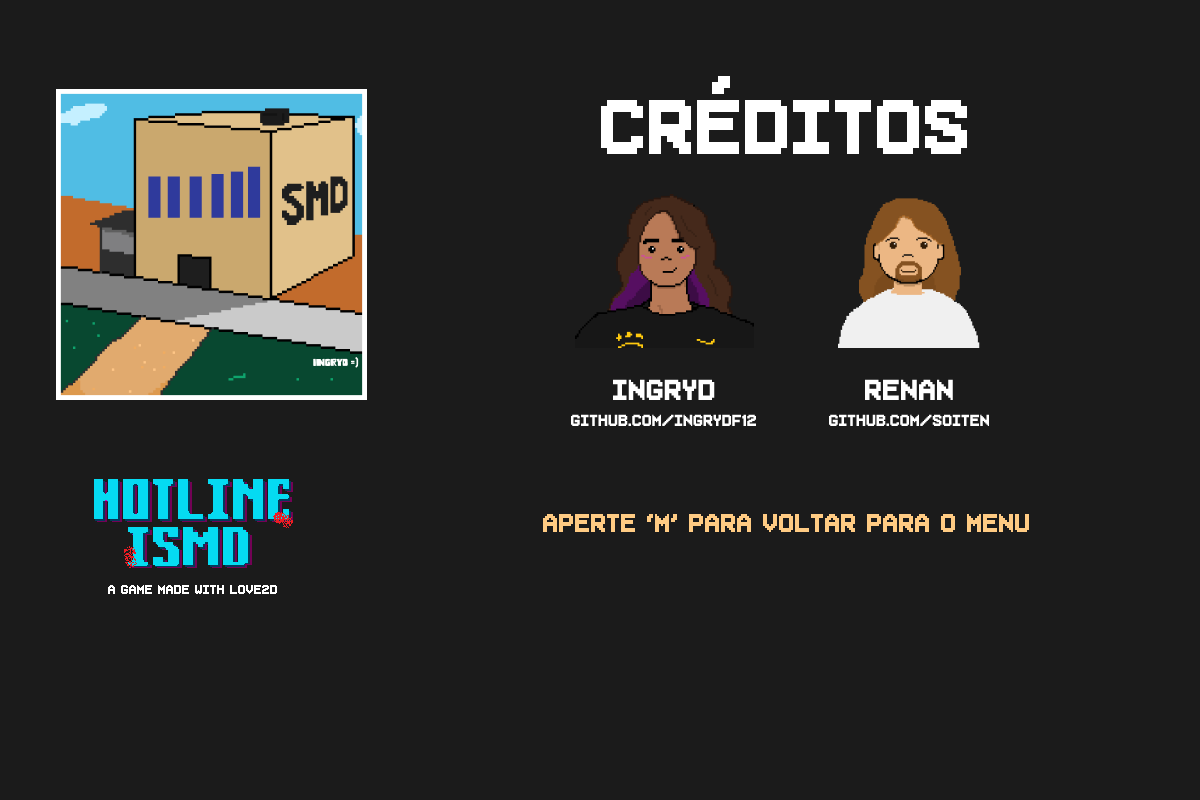 SMD
INGRYD =)
HOTLINE
ISMD
A GAME MADE WITH LOVE2D
CRÉDITOS
INGRYD
GITHUB.COM/INGRYDF12
RENAN
GITHUB.COM/SOITEN
APERTE 'M' PARA VOLTAR PARA O MENU